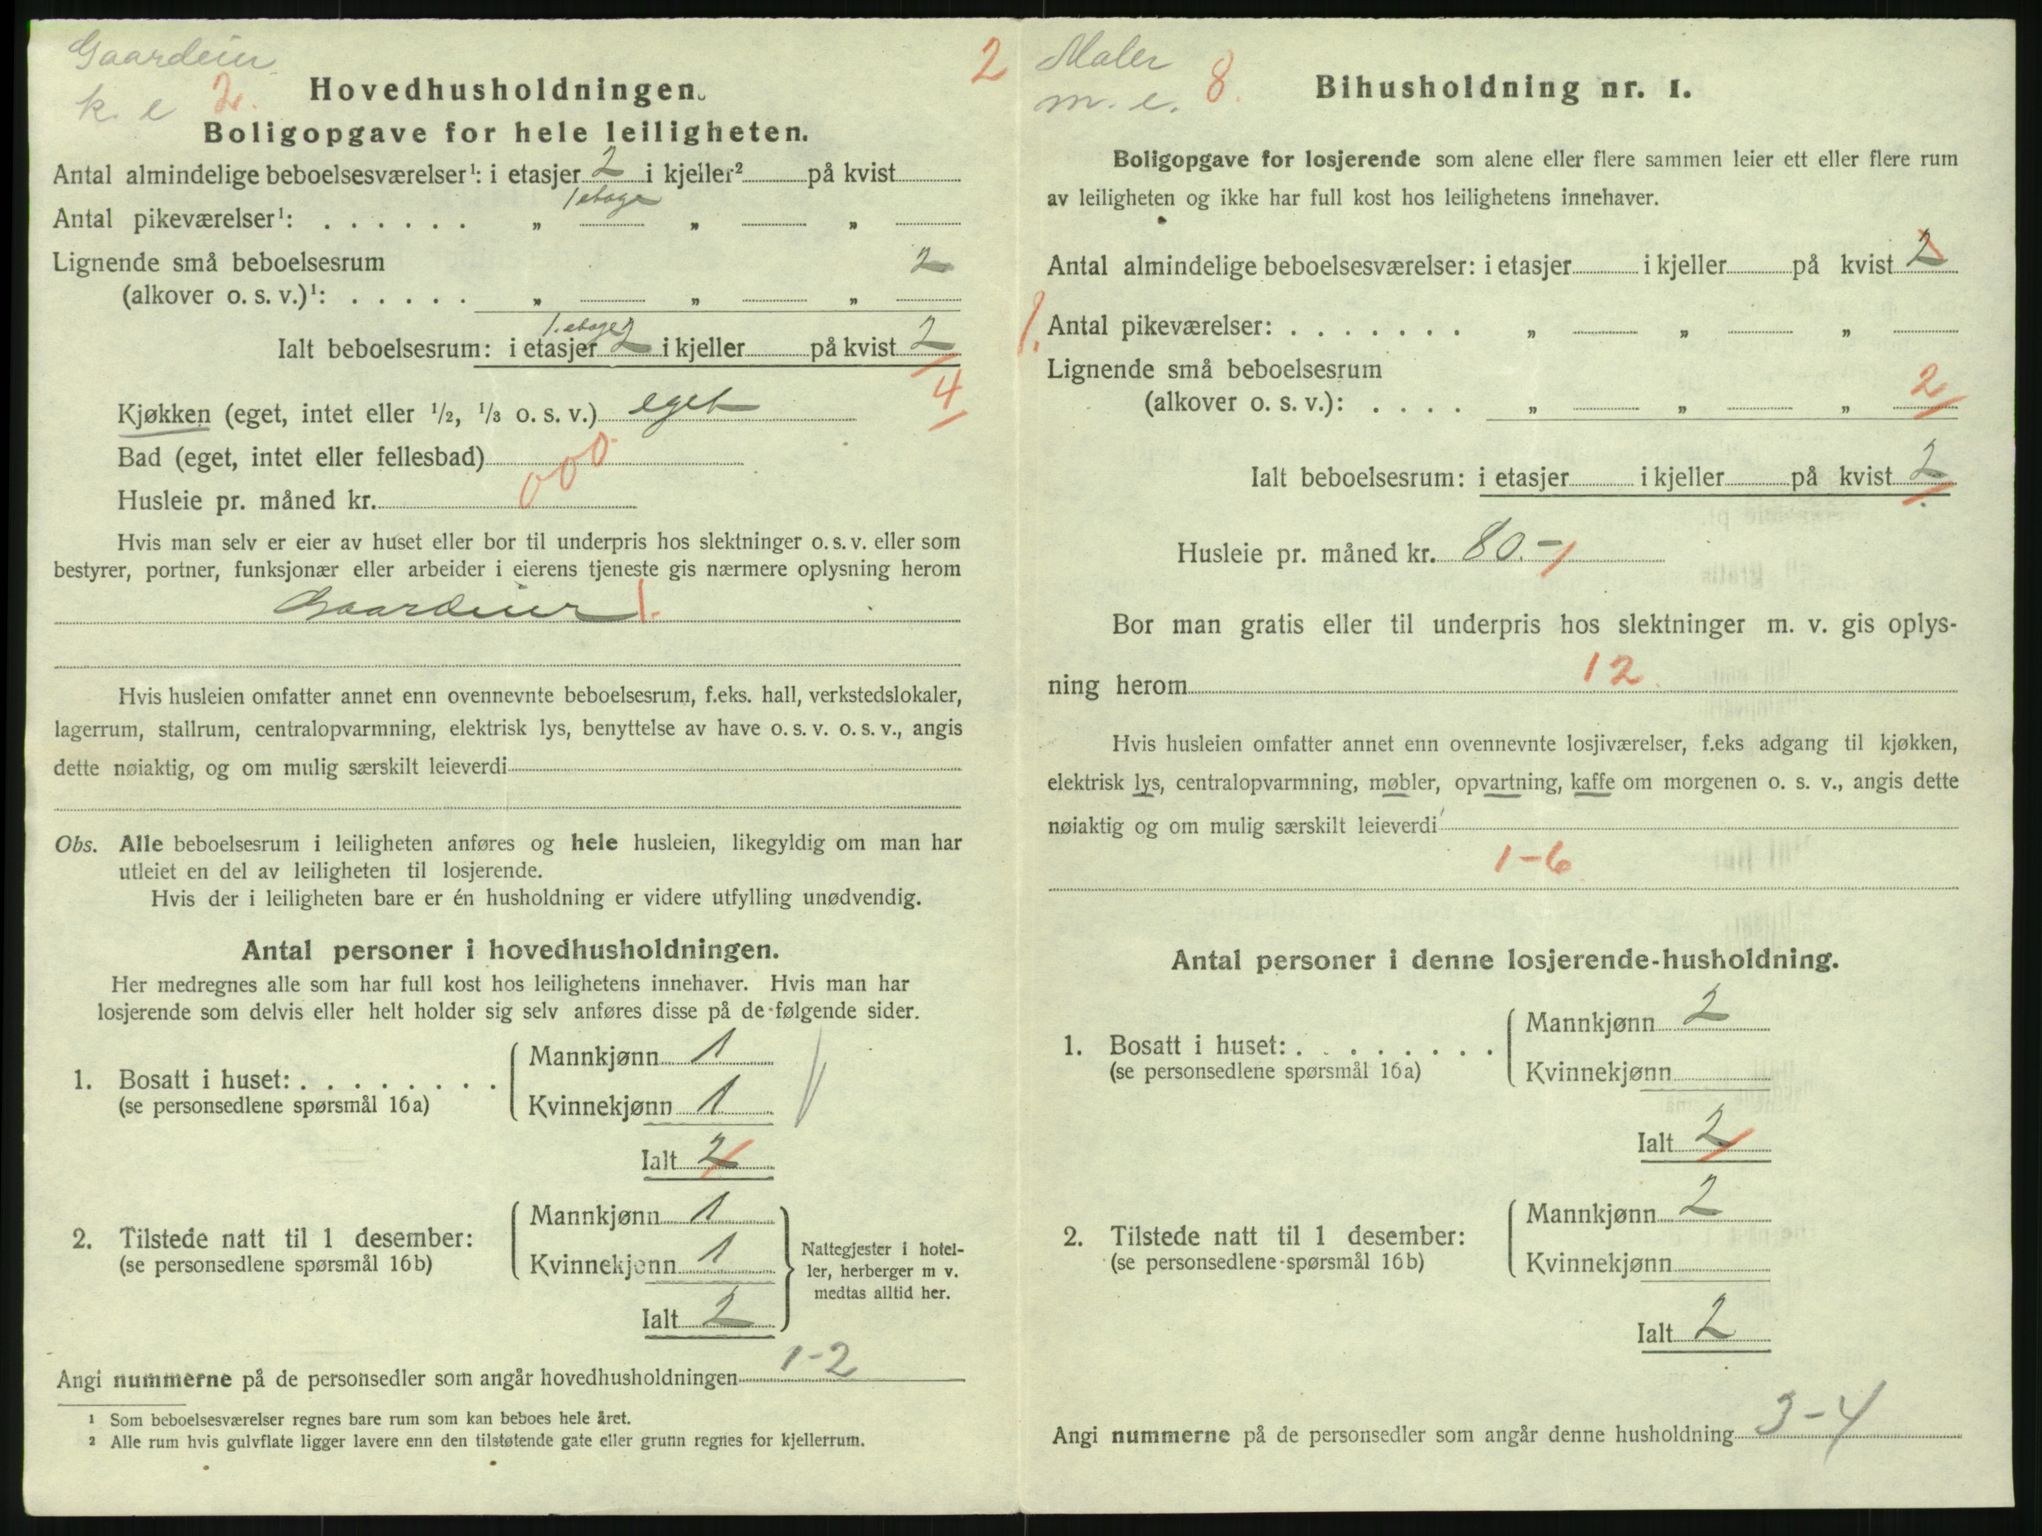 Gaardeier
k. e 2.
2
Hovedhusholdningen.
Boligopgave for hele leiligheten.
Antal almindelige beboelsesværelser¹: i etasjer 2 i kjeller² på kvist
1 etage
Antal pikeværelser¹: . . . . . . „ „ „
Lignende små beboelsesrum 2
(alkover o. s. v.)¹: . . . . . „ „ „
1. etage
Ialt beboelsesrum: i etasjer 2 i kjeller på kvist 2
4
Kjøkken (eget, intet eller 1/2, 1/3 o. s. v.) eget
Bad (eget, intet eller fellesbad)
000
Husleie pr. måned kr.
Hvis man selv er eier av huset eller bor til underpris hos slektninger o. s. v. eller som
bestyrer, portner, funksjonær eller arbeider i eierens tjeneste gis nærmere oplysning herom
Gaardeier 1.
Hvis husleien omfatter annet enn ovennevnte beboelsesrum, f.eks. hall, verkstedslokaler,
lagerrum, stallrum, centralopvarmning, elektrisk lys, benyttelse av have o. s. v. o. s. v., angis
dette nøiaktig, og om mulig særskilt leieverdi
Obs. Alle beboelsesrum i leiligheten anføres og hele husleien, likegyldig om man har
utleiet en del av leiligheten til losjerende.
Hvis der i leiligheten bare er én husholdning er videre utfylling unødvendig.
Antal personer i hovedhusholdningen.
Her medregnes alle som har full kost hos leilighetens innehaver. Hvis man har
losjerende som delvis eller helt holder sig selv anføres disse på de følgende sider.
Mannkjønn 1
1. Bosatt i huset: . . . . . . . .
(se personsedlene spørsmål 16a)
Kvinnekjønn 1
Ialt 2
Mannkjønn 1
2. Tilstede natt til 1 desember:
(se personsedlene spørsmål 16b)
Kvinnekjønn 1
Ialt 2
Nattegjester i hotel-
ler, herberger m v.
medtas alltid her.
Angi nummerne på de personsedler som angår hovedhusholdningen 1-2
¹ Som beboelsesværelser regnes bare rum som kan beboes hele året.
² Alle rum hvis gulvflate ligger lavere enn den tilstøtende gate eller grunn regnes for kjellerrum.
Maler
m. e. 8.
Bihusholdning nr. 1.
Boligopgave for losjerende som alene eller flere sammen leier ett eller flere rum
av leiligheten og ikke har full kost hos leilighetens innehaver.
Antal almindelige beboelsesværelser: i etasjer i kjeller på kvist 2
1.
Antal pikeværelser: . . . . . . . „ „ „
Lignende små beboelsesrum 2
(alkover o. s. v.): . . . . „ „ „
Ialt beboelsesrum: i etasjer i kjeller på kvist 2
Husleie pr. måned kr. 80.-
Bor man gratis eller til underpris hos slektninger m. v. gis oplys-
ning herom 12.
Hvis husleien omfatter annet enn ovennevnte losjiværelser, f.eks adgang til kjøkken,
elektrisk lys, centralopvarmning, møbler, opvartning, kaffe om morgenen o. s. v., angis dette
nøiaktig og om mulig særskilt leieverdi
1-6
Antal personer i denne losjerende-husholdning.
Mannkjønn 2
1. Bosatt i huset: . . . . . . . .
(se personsedlene spørsmål 16a)
Kvinnekjønn
Ialt 2
Mannkjønn 2
2. Tilstede natt til 1 desember:
(se personsedlene spørsmål 16b)
Kvinnekjønn
Ialt 2
Angi nummerne på de personsedler som angår denne husholdning 3-4